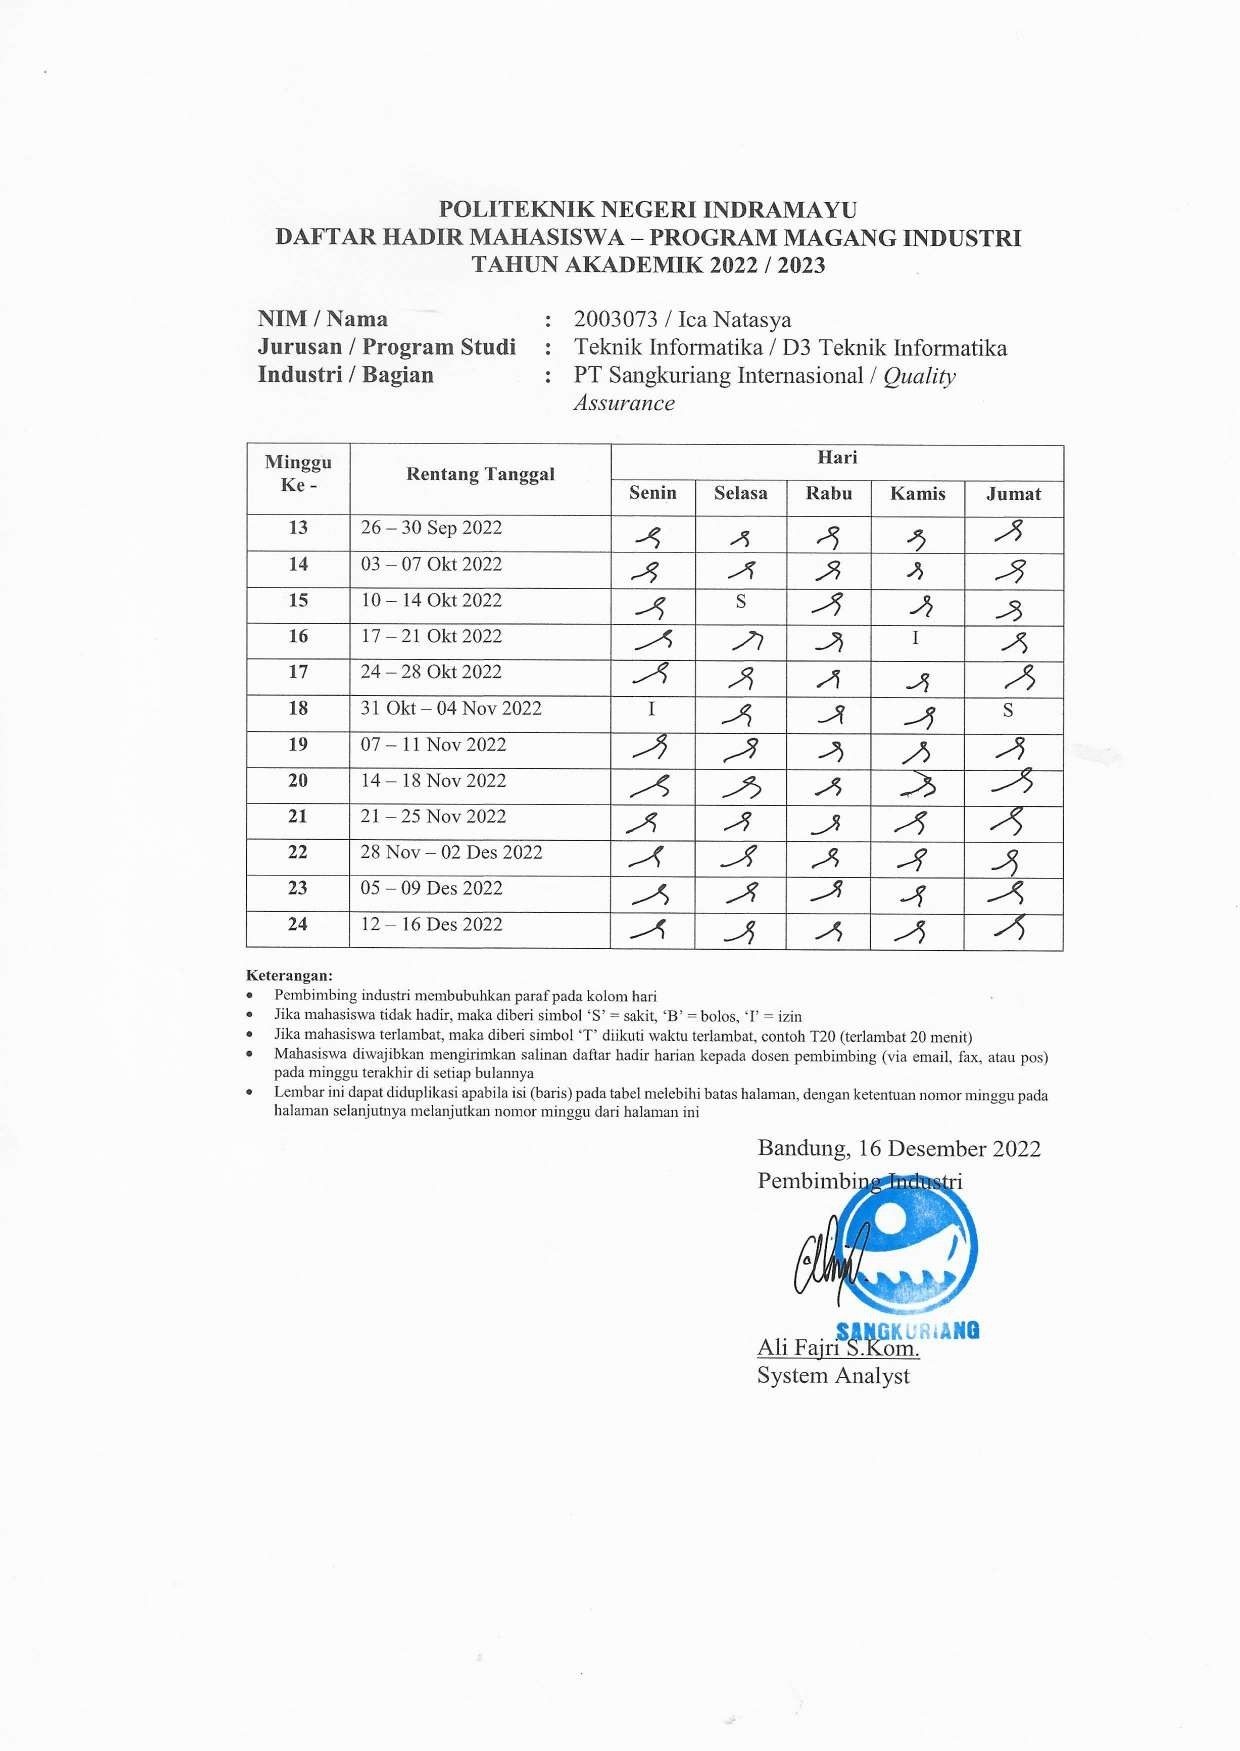 POLITEKNIK NEGERI INDRAMAYU
DAFTAR HADIR MAHASISWA – PROGRAM MAGANG INDUSTRI
TAHUN AKADEMIK 2022 / 2023
NIM / Nama : 2003073 / Ica Natasya
Jurusan / Program Studi : Teknik Informatika / D3 Teknik Informatika
Industri / Bagian : PT Sangkuriang Internasional / Quality
Assurance
Minggu Ke - Rentang Tanggal Hari
Senin Selasa Rabu Kamis Jumat
13 26 – 30 Sep 2022
14 03 – 07 Okt 2022
15 10 – 14 Okt 2022 S
16 17 – 21 Okt 2022 I
17 24 – 28 Okt 2022
18 31 Okt – 04 Nov 2022 I S
19 07 – 11 Nov 2022
20 14 – 18 Nov 2022
21 21 – 25 Nov 2022
22 28 Nov – 02 Des 2022
23 05 – 09 Des 2022
24 12 – 16 Des 2022
Keterangan:
• Pembimbing industri membubuhkan paraf pada kolom hari
• Jika mahasiswa tidak hadir, maka diberi simbol ‘S’ = sakit, ‘B’ = bolos, ‘I’ = izin
• Jika mahasiswa terlambat, maka diberi simbol ‘T’ diikuti waktu terlambat, contoh T20 (terlambat 20 menit)
• Mahasiswa diwajibkan mengirimkan salinan daftar hadir harian kepada dosen pembimbing (via email, fax, atau pos)
pada minggu terakhir di setiap bulannya
• Lembar ini dapat diduplikasi apabila isi (baris) pada tabel melebihi batas halaman, dengan ketentuan nomor minggu pada
halaman selanjutnya melanjutkan nomor minggu dari halaman ini
Bandung, 16 Desember 2022
Pembimbing Industri
SANGKURIANG
Ali Fajri S.Kom.
System Analyst